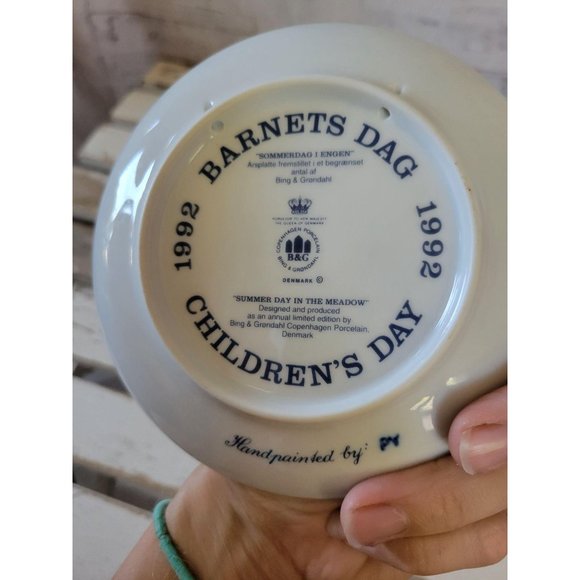 BARNETS DAG
1992
1992
"SOMMERDAG I ENGEN"
Årsplatte fremstillet i et begrænset
antal af
Bing & Grøndahl
PURVEYOR TO HER MAJESTY
THE QUEEN OF DENMARK
COPENHAGEN PORCELAIN
B&G
BING & GRØNDAHL
DENMARK ©
"SUMMER DAY IN THE MEADOW"
Designed and produced
as an annual limited edition by
Bing & Grøndahl Copenhagen Porcelain,
Denmark
CHILDREN'S DAY
Handpainted by: PY